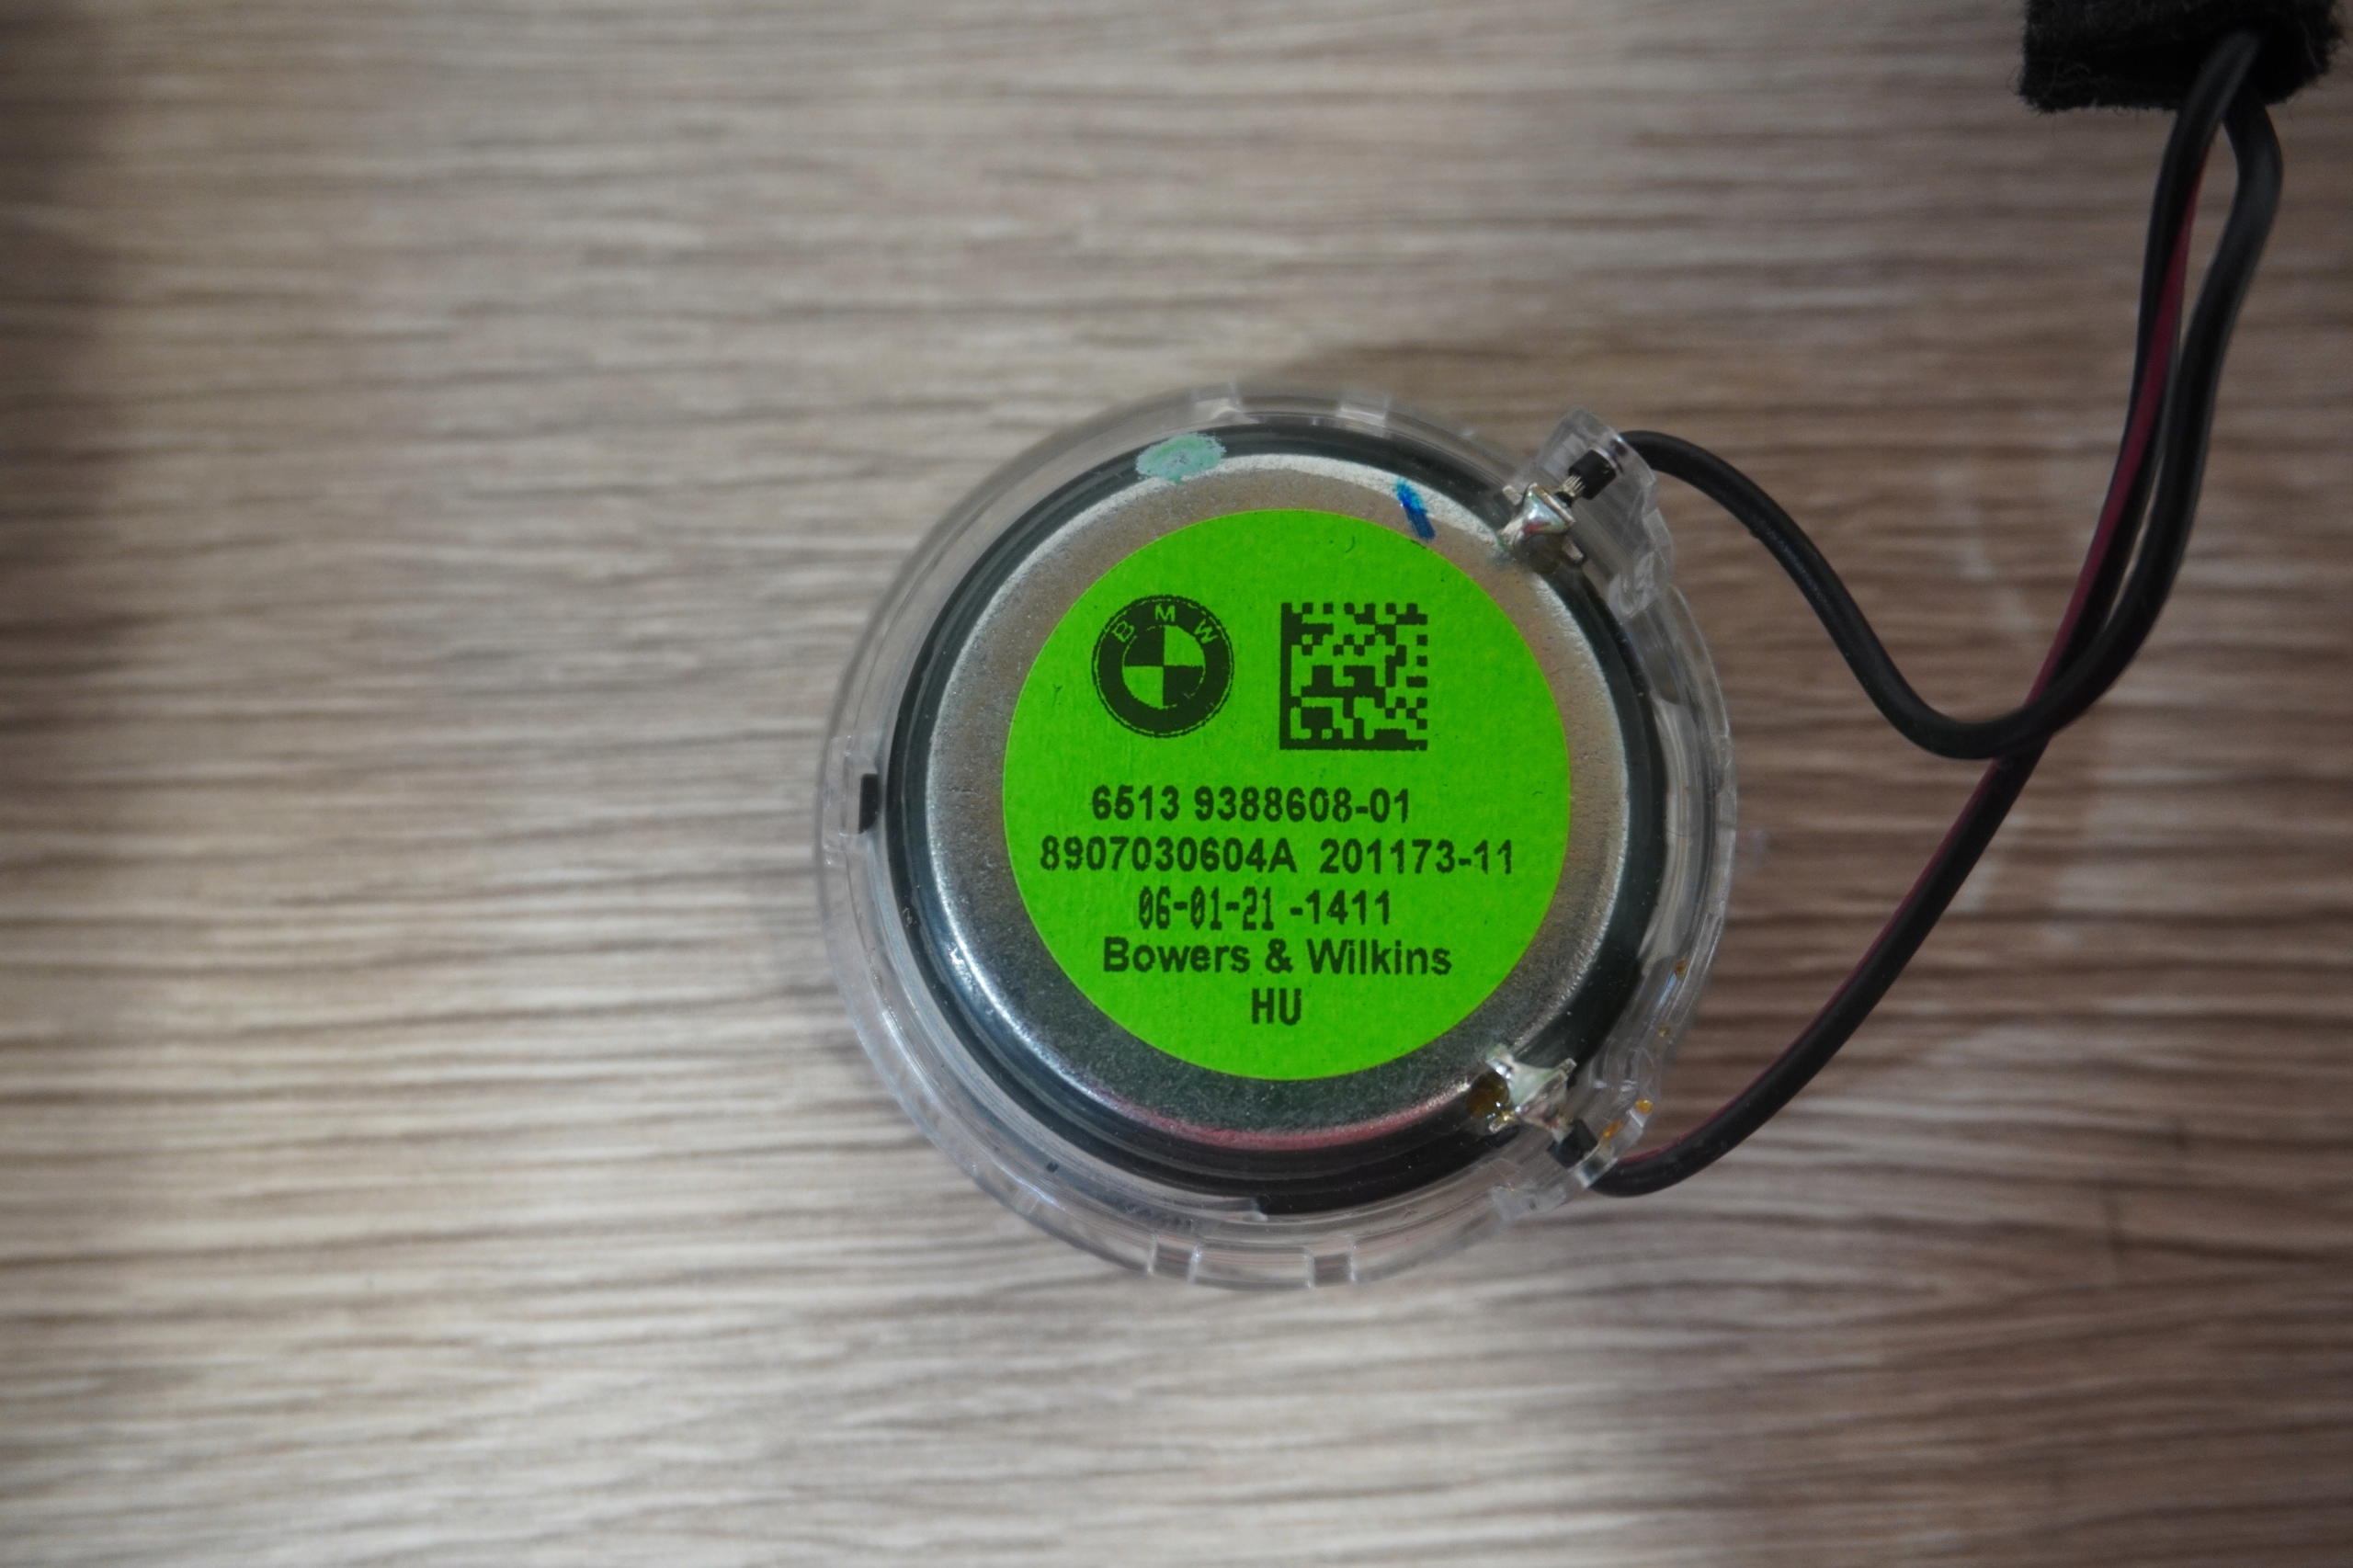 BMW
6513 9388608-01
8907030604A 201173-11
06-01-21 -1411
Bowers & Wilkins
HU